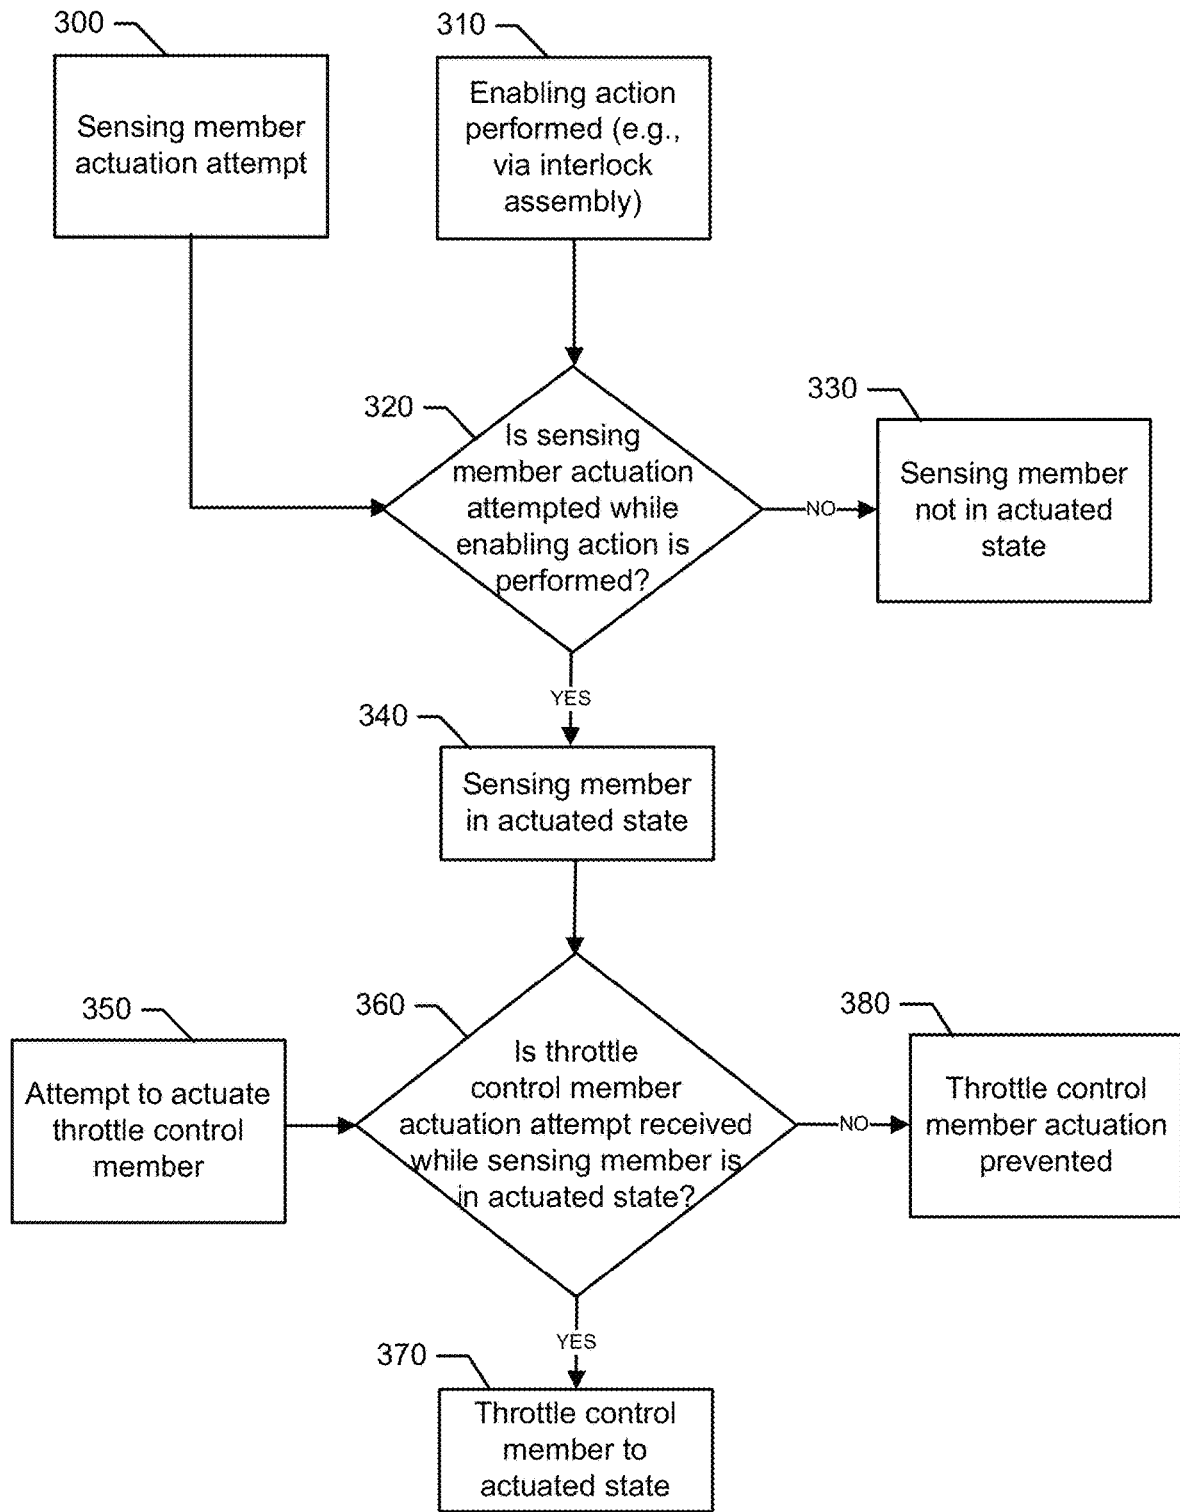 300
310
Sensing member
actuation attempt
Enabling action
performed (e.g.,
via interlock
assembly)
320
Is sensing
member actuation
attempted while
enabling action is
performed?
NO
330
Sensing member
not in actuated
state
YES
340
Sensing member
in actuated state
350
Attempt to actuate
throttle control
member
360
Is throttle
control member
actuation attempt received
while sensing member is
in actuated state?
NO
380
Throttle control
member actuation
prevented
YES
370
Throttle control
member to
actuated state